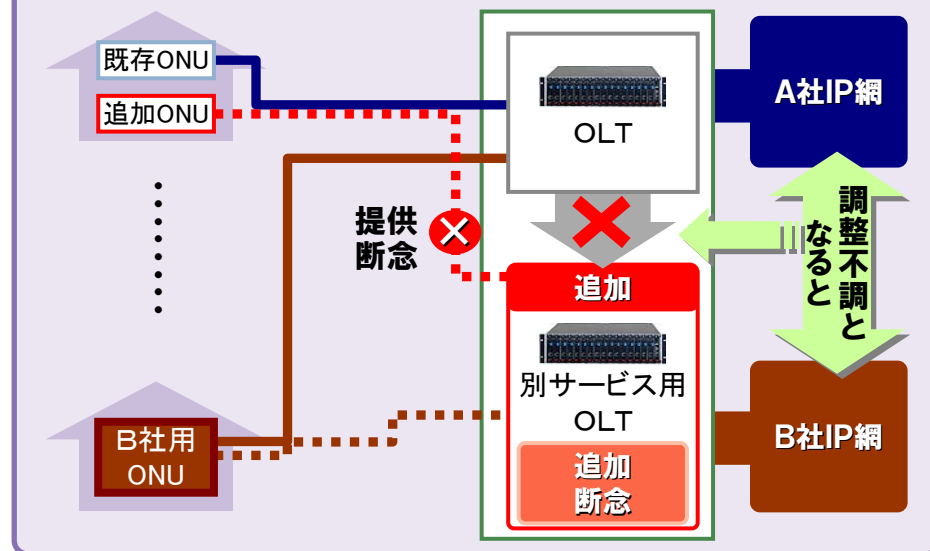 既存ONU
追加ONU
提供
断念
B社用
ONU
OLT
追加
別サービス用
OLT
追加
断念
A社IP網
調整不調と
なると
B社IP網